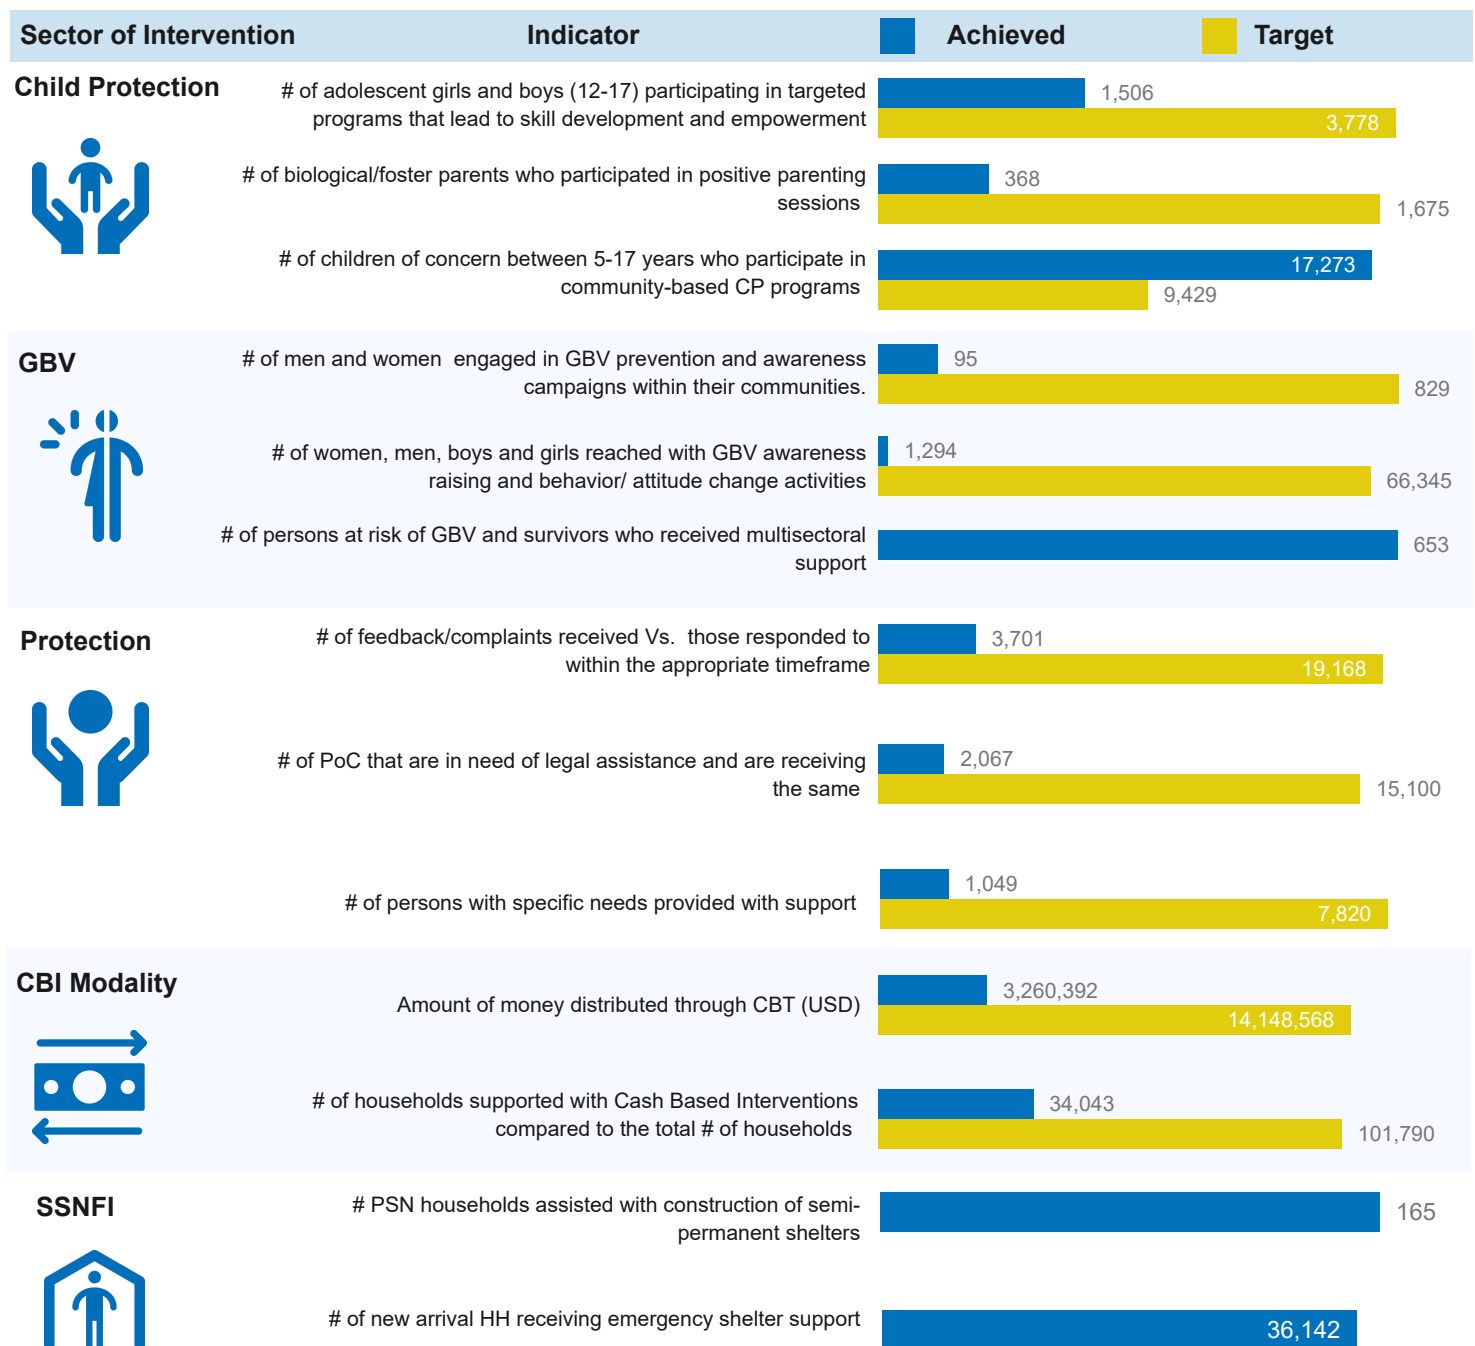 Sector of Intervention Indicator Achieved Target
Child Protection
# of adolescent girls and boys (12-17) participating in targeted
programs that lead to skill development and empowerment
1,506
3,778
# of biological/foster parents who participated in positive parenting
sessions
368
1,675
# of children of concern between 5-17 years who participate in
community-based CP programs
17,273
9,429
GBV
# of men and women engaged in GBV prevention and awareness
campaigns within their communities.
95
829
# of women, men, boys and girls reached with GBV awareness
raising and behavior/ attitude change activities
1,294
66,345
# of persons at risk of GBV and survivors who received multisectoral
support
653
Protection
# of feedback/complaints received Vs. those responded to
within the appropriate timeframe
3,701
19,168
# of PoC that are in need of legal assistance and are receiving
the same
2,067
15,100
# of persons with specific needs provided with support
1,049
7,820
CBI Modality
Amount of money distributed through CBT (USD)
3,260,392
14,148,568
# of households supported with Cash Based Interventions
compared to the total # of households
34,043
101,790
SSNFI
# PSN households assisted with construction of semi-
permanent shelters
165
# of new arrival HH receiving emergency shelter support
36,142